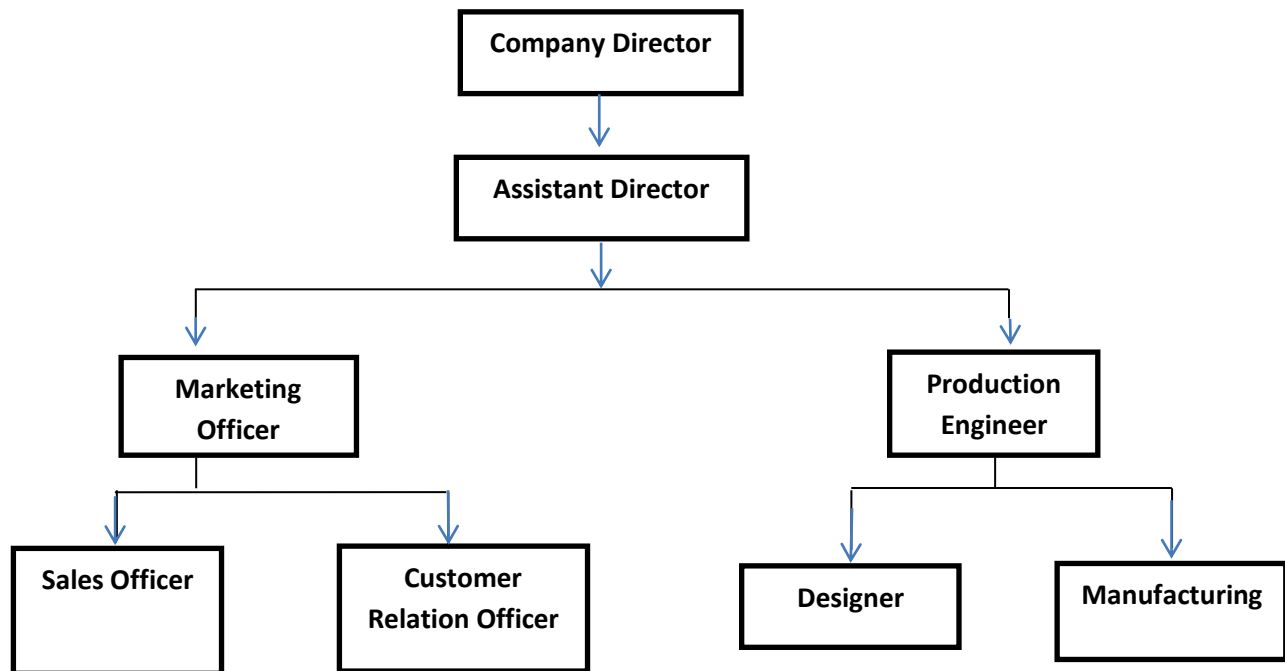 Company Director
Assistant Director
Marketing
Officer
Production
Engineer
Sales Officer
Customer
Relation Officer
Designer
Manufacturing